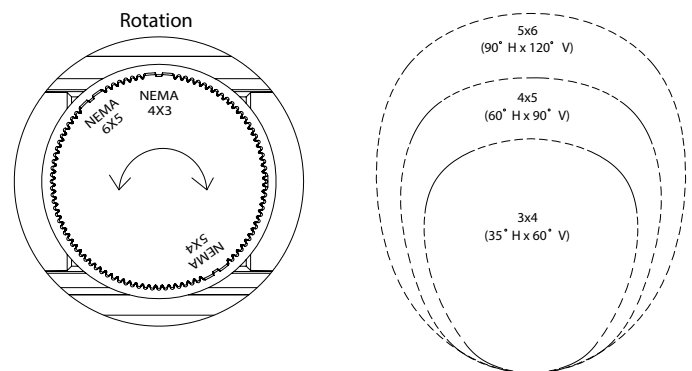 Rotation
NEMA
6X5
NEMA
4X3
NEMA
5X4
5x6
(90° H x 120° V)
4x5
(60° H x 90° V)
3x4
(35° H x 60° V)